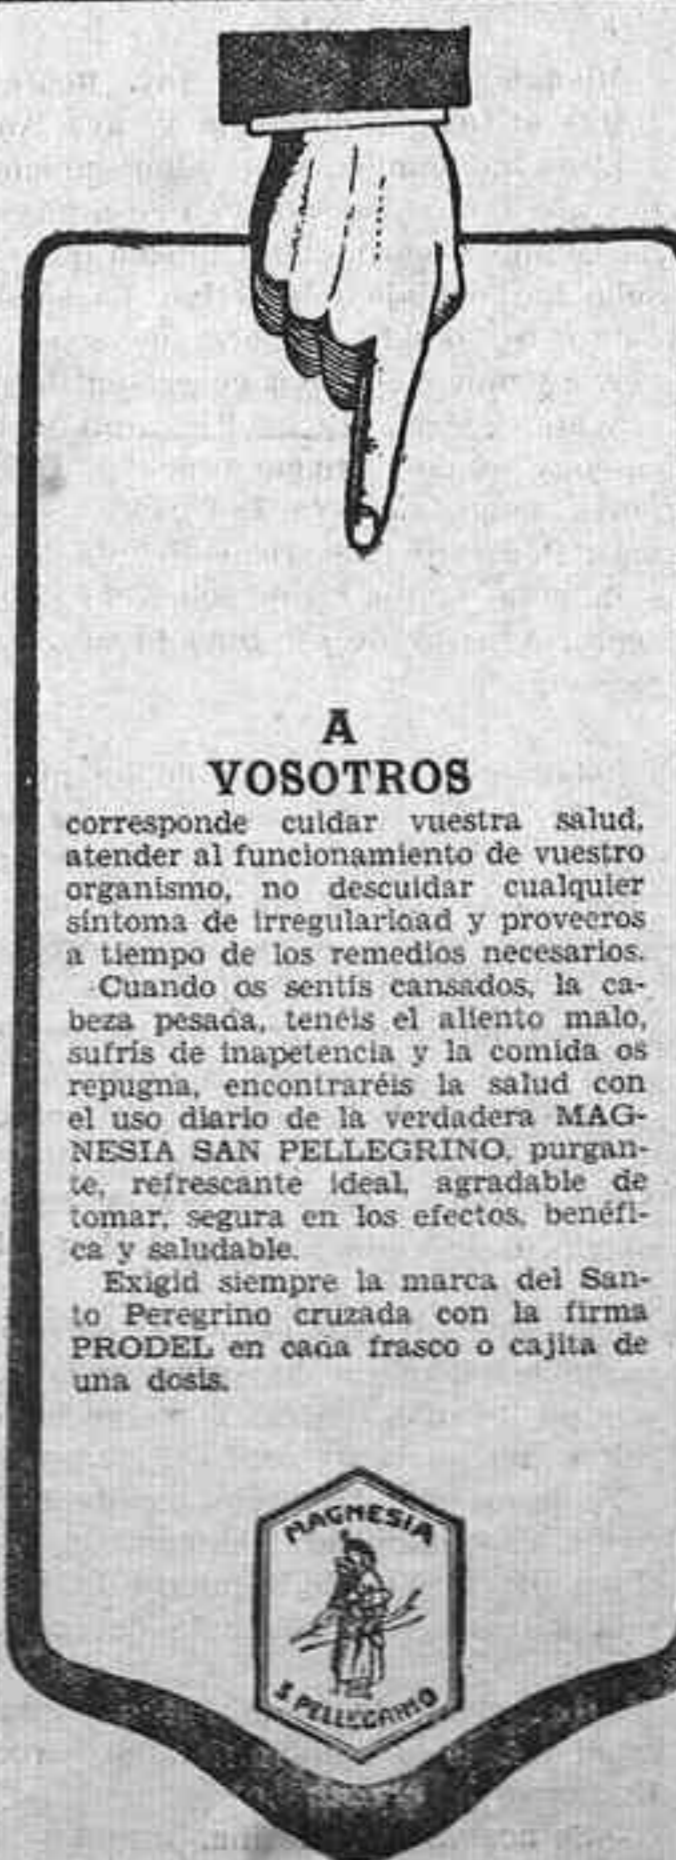 A
VOSOTROS
corresponde cuidar vuestra salud,
atender al funcionamiento de vuestro
organismo, no descuidar cualquier
síntoma de irregularidad y proveeros
a tiempo de los remedios necesarios.
Cuando os sentís cansados, la ca-
beza pesada, tenéis el aliento malo,
sufrís de inapetencia y la comida os
repugna, encontraréis la salud con
el uso diario de la verdadera MAG-
NESIA SAN PELLEGRINO, purgan-
te, refrescante ideal, agradable de
tomar, segura en los efectos, benéfi-
ca y saludable.
Exigid siempre la marca del San-
to Peregrino cruzada con la firma
PRODEL en cada frasco o cajita de
una dosis.
MAGNESIA
S. PELLEGRINO